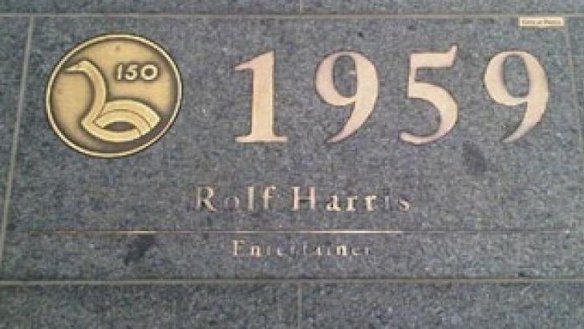 150
1959
Rolf Harris
Entertainer